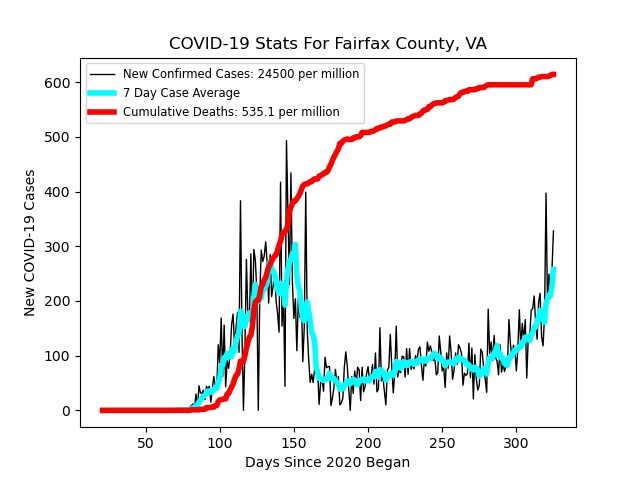 COVID-19 Stats For Fairfax County, VA
New Confirmed Cases: 24500 per million
7 Day Case Average
Cumulative Deaths: 535.1 per million
New COVID-19 Cases
600
500
400
300
200
100
0
50 100 150 200 250 300
Days Since 2020 Began